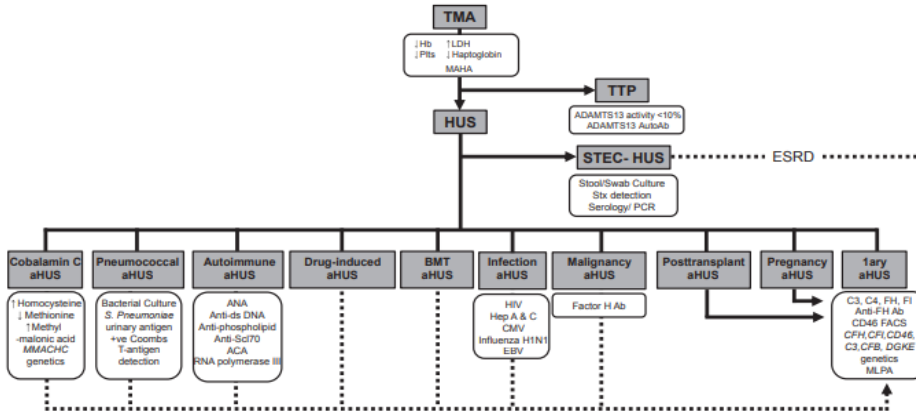 TMA
↓Hb ↑LDH
↓Plts ↓Haptoglobin
MAHA
TTP
ADAMTS13 activity <10%
ADAMTS13 AutoAb
HUS
STEC- HUS
ESRD
Stool/Swab Culture
Stx detection
Serology/ PCR
Cobalamin C
aHUS
Pneumococcal
aHUS
Autoimmune
aHUS
Drug-induced
aHUS
BMT
aHUS
Infection
aHUS
Malignancy
aHUS
Posttransplant
aHUS
Pregnancy
aHUS
1ary
aHUS
↑Homocysteine
↓ Methionine
↑Methyl
-malonic acid
MMACHC
genetics
Bacterial Culture
S. Pneumoniae
urinary antigen
+ve Coombs
T-antigen
detection
ANA
Anti-ds DNA
Anti-phospholipid
Anti-Scl70
ACA
RNA polymerase III
HIV
Hep A & C
CMV
Influenza H1N1
EBV
Factor H Ab
C3, C4, FH, FI
Anti-FH Ab
CD46 FACS
CFH,CFI,CD46,
C3,CFB, DGKE
genetics
MLPA